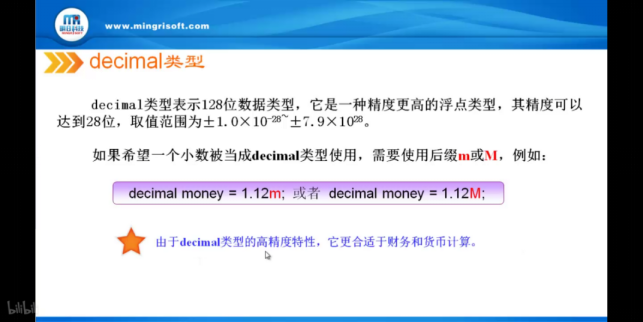 www.mingrisoft.com
decimal类型
decimal类型表示128位数据类型，它是一种精度更高的浮点类型，其精度可以
达到28位，取值范围为±1.0×10⁻²⁸~±7.9×10²⁸。
如果希望一个小数被当成decimal类型使用，需要使用后缀m或M，例如：
decimal money = 1.12m; 或者 decimal money = 1.12M;
由于decimal类型的高精度特性，它更合适于财务和货币计算。
bilibili